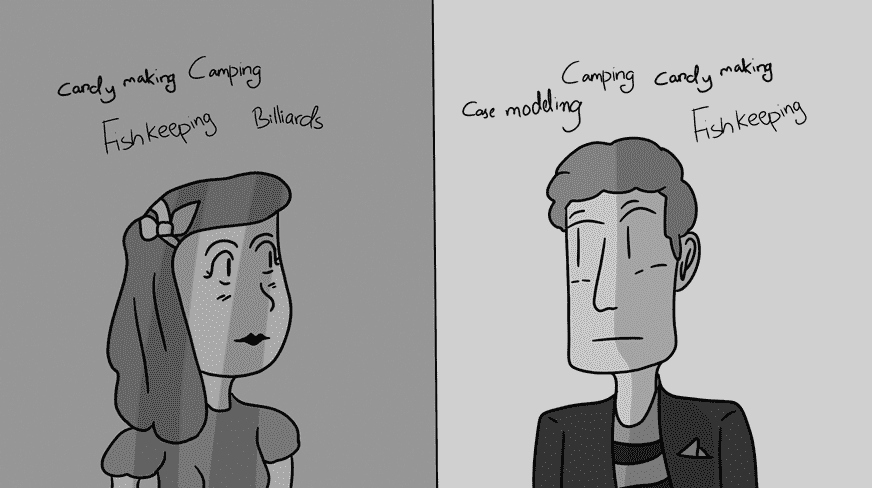 Candy making Camping
Fishkeeping Billiards
Camping Candy making
Case modeling
Fishkeeping